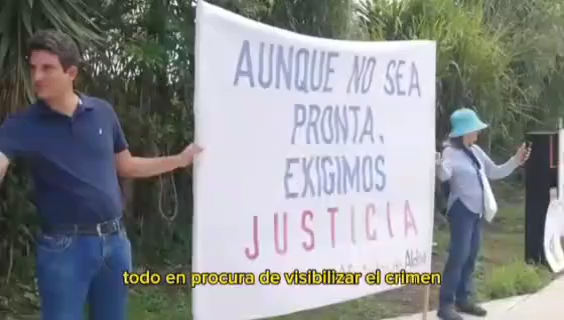 AUNQUE NO SEA
PRONTA,
EXIGIMOS
JUSTICIA
todo en procura de visibilizar el crimen